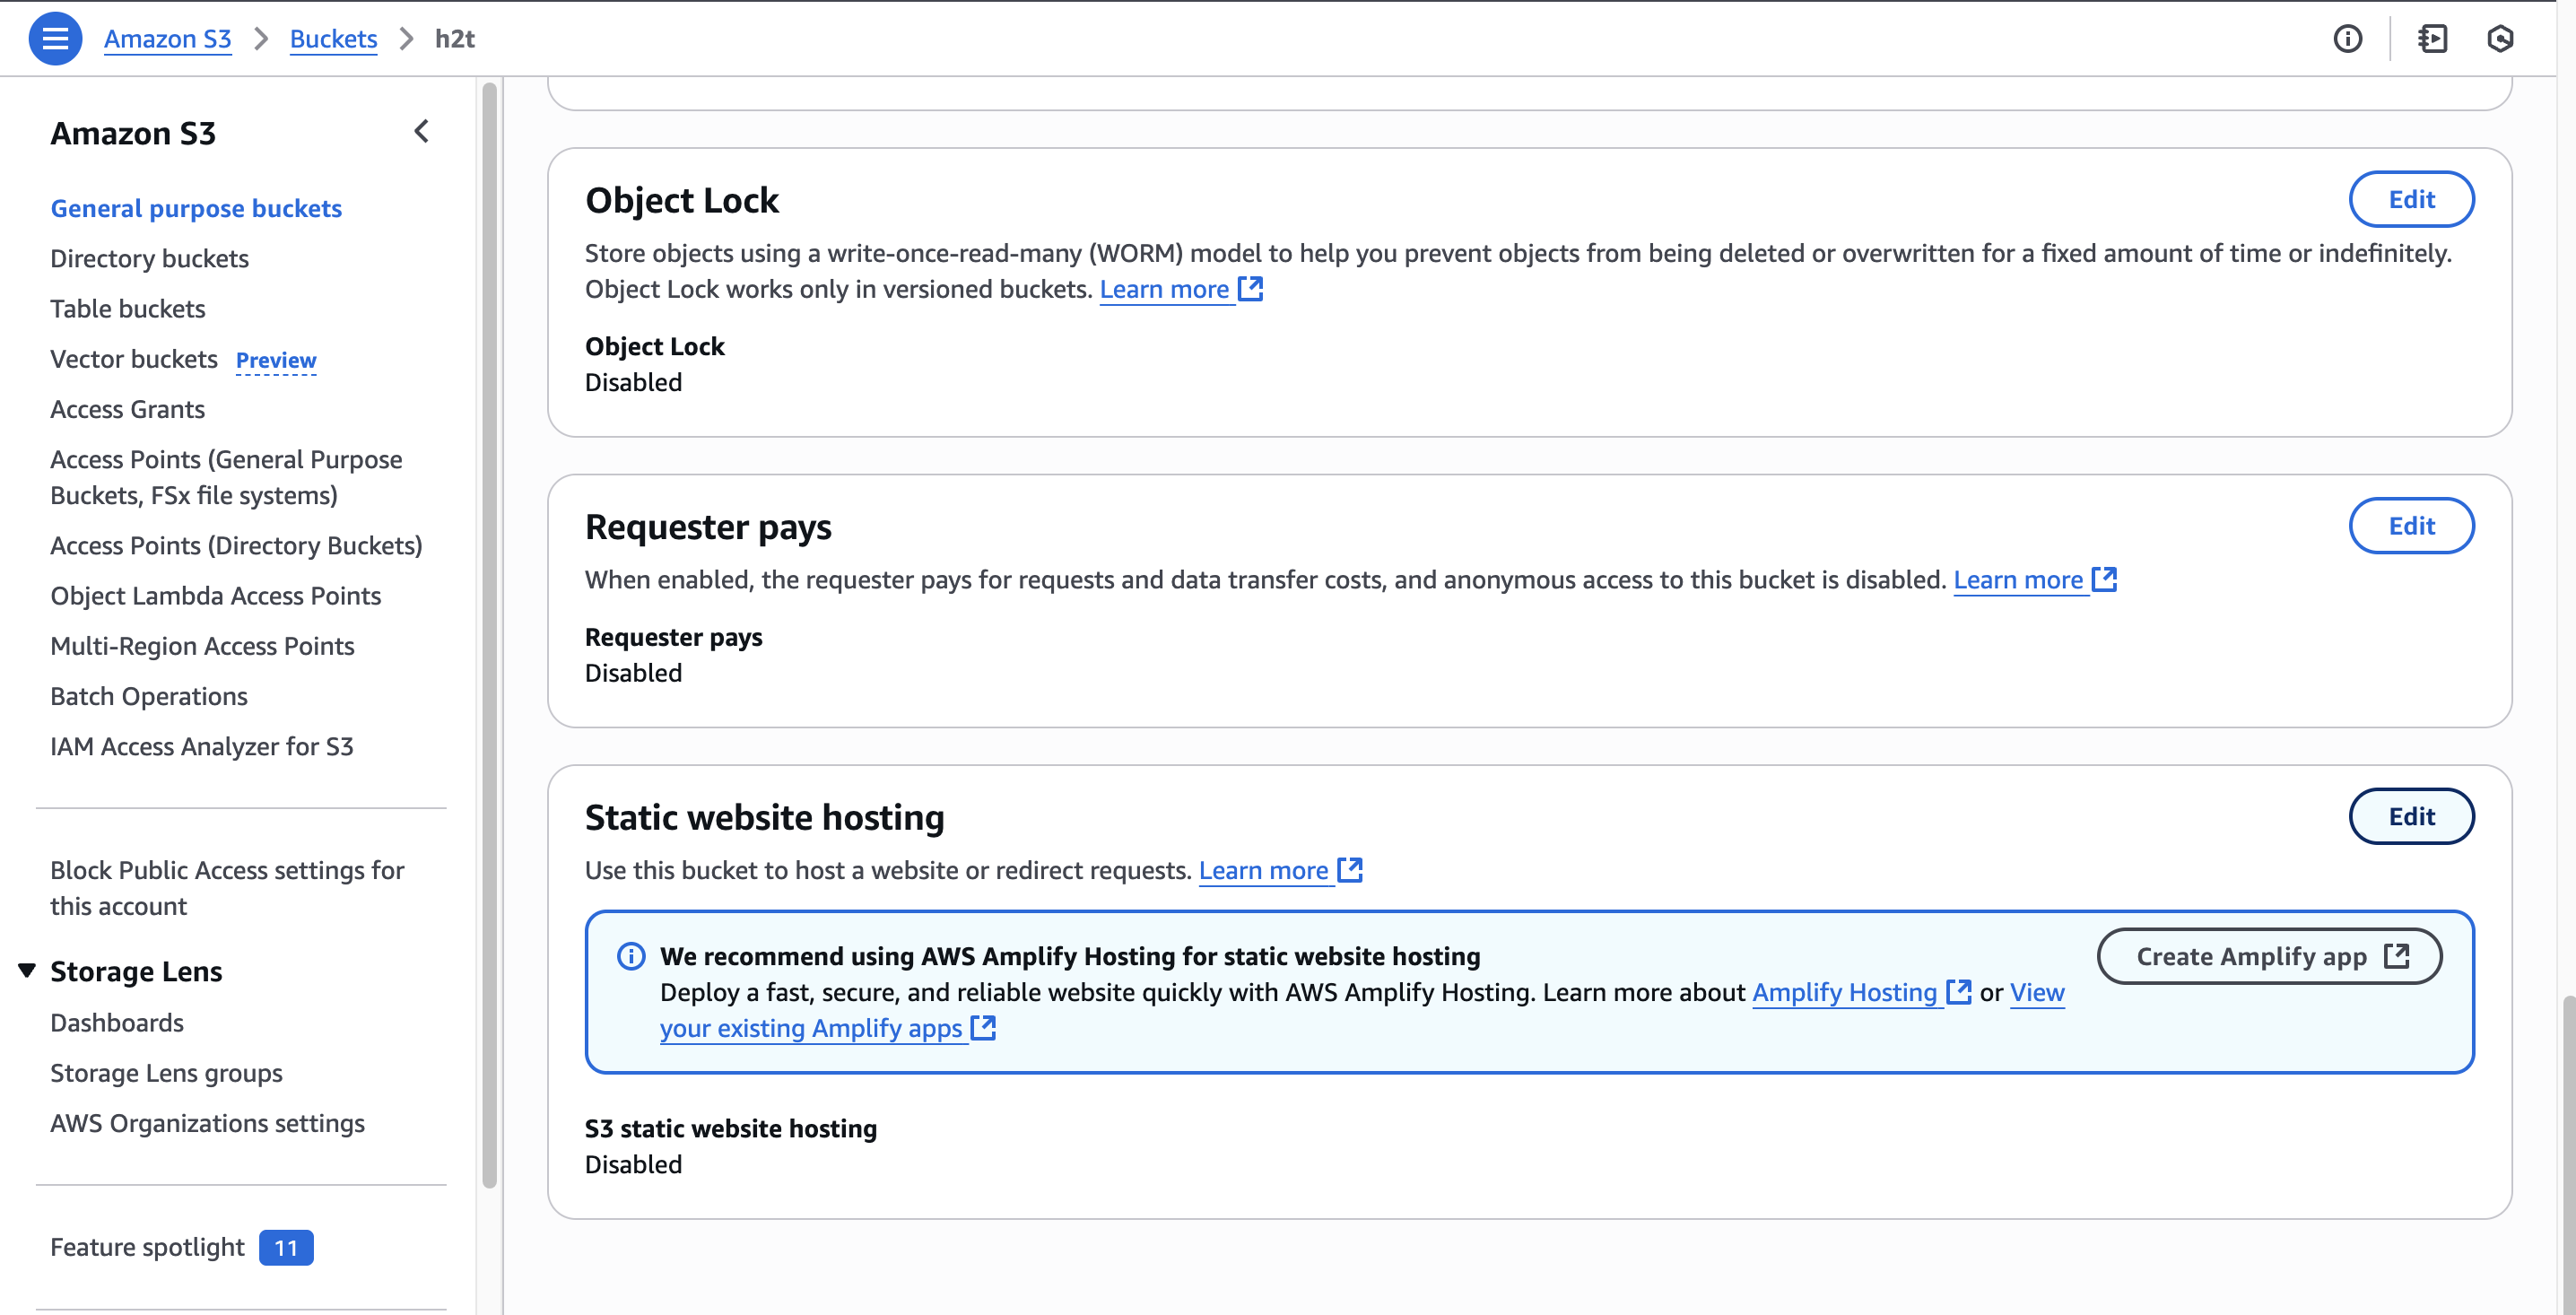 Amazon S3 > Buckets > h2t
Amazon S3
General purpose buckets
Directory buckets
Table buckets
Vector buckets Preview
Access Grants
Access Points (General Purpose
Buckets, FSx file systems)
Access Points (Directory Buckets)
Object Lambda Access Points
Multi-Region Access Points
Batch Operations
IAM Access Analyzer for S3
Block Public Access settings for
this account
Storage Lens
Dashboards
Storage Lens groups
AWS Organizations settings
Feature spotlight 11
Object Lock
Edit
Store objects using a write-once-read-many (WORM) model to help you prevent objects from being deleted or overwritten for a fixed amount of time or indefinitely.
Object Lock works only in versioned buckets. Learn more
Object Lock
Disabled
Requester pays
Edit
When enabled, the requester pays for requests and data transfer costs, and anonymous access to this bucket is disabled. Learn more
Requester pays
Disabled
Static website hosting
Edit
Use this bucket to host a website or redirect requests. Learn more
We recommend using AWS Amplify Hosting for static website hosting
Create Amplify app
Deploy a fast, secure, and reliable website quickly with AWS Amplify Hosting. Learn more about Amplify Hosting or View
your existing Amplify apps
S3 static website hosting
Disabled